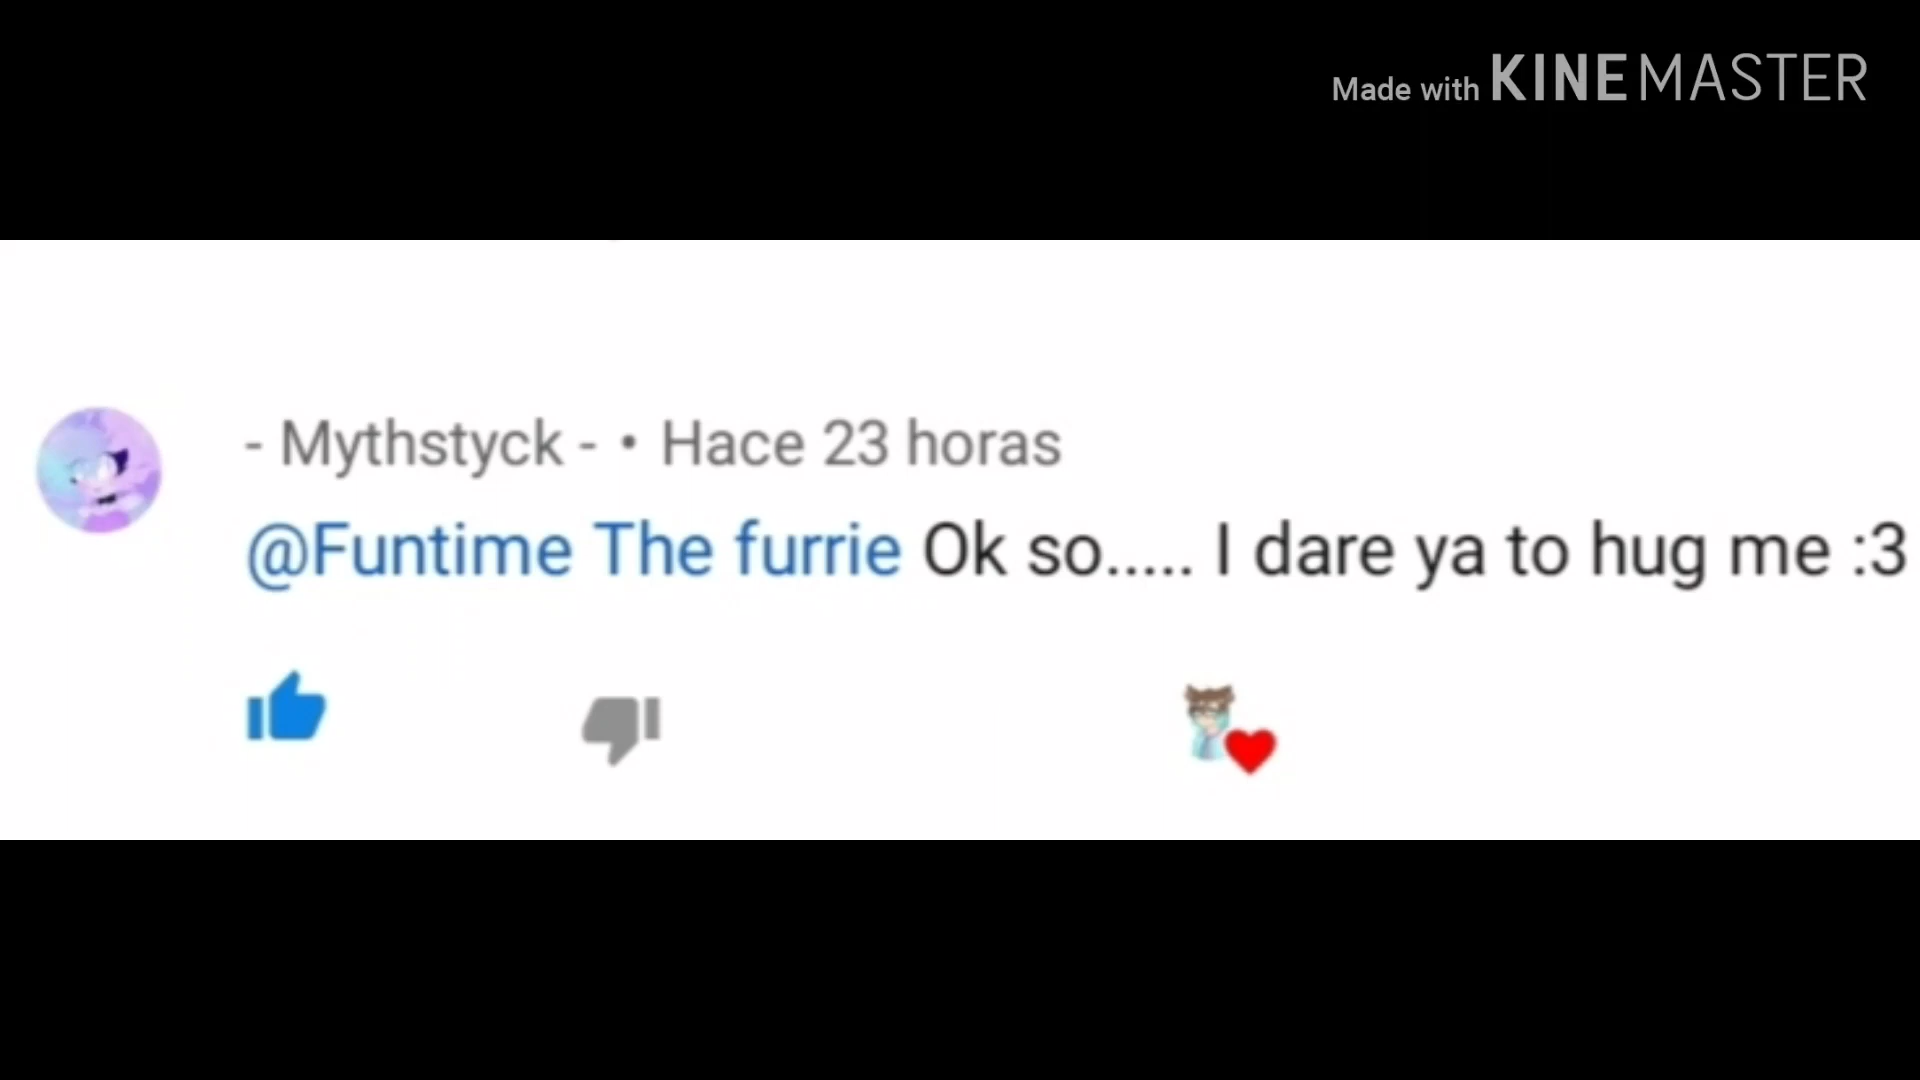 Made with KINEMASTER
- Mythstyck - • Hace 23 horas
@Funtime The furrie Ok so..... I dare ya to hug me :3